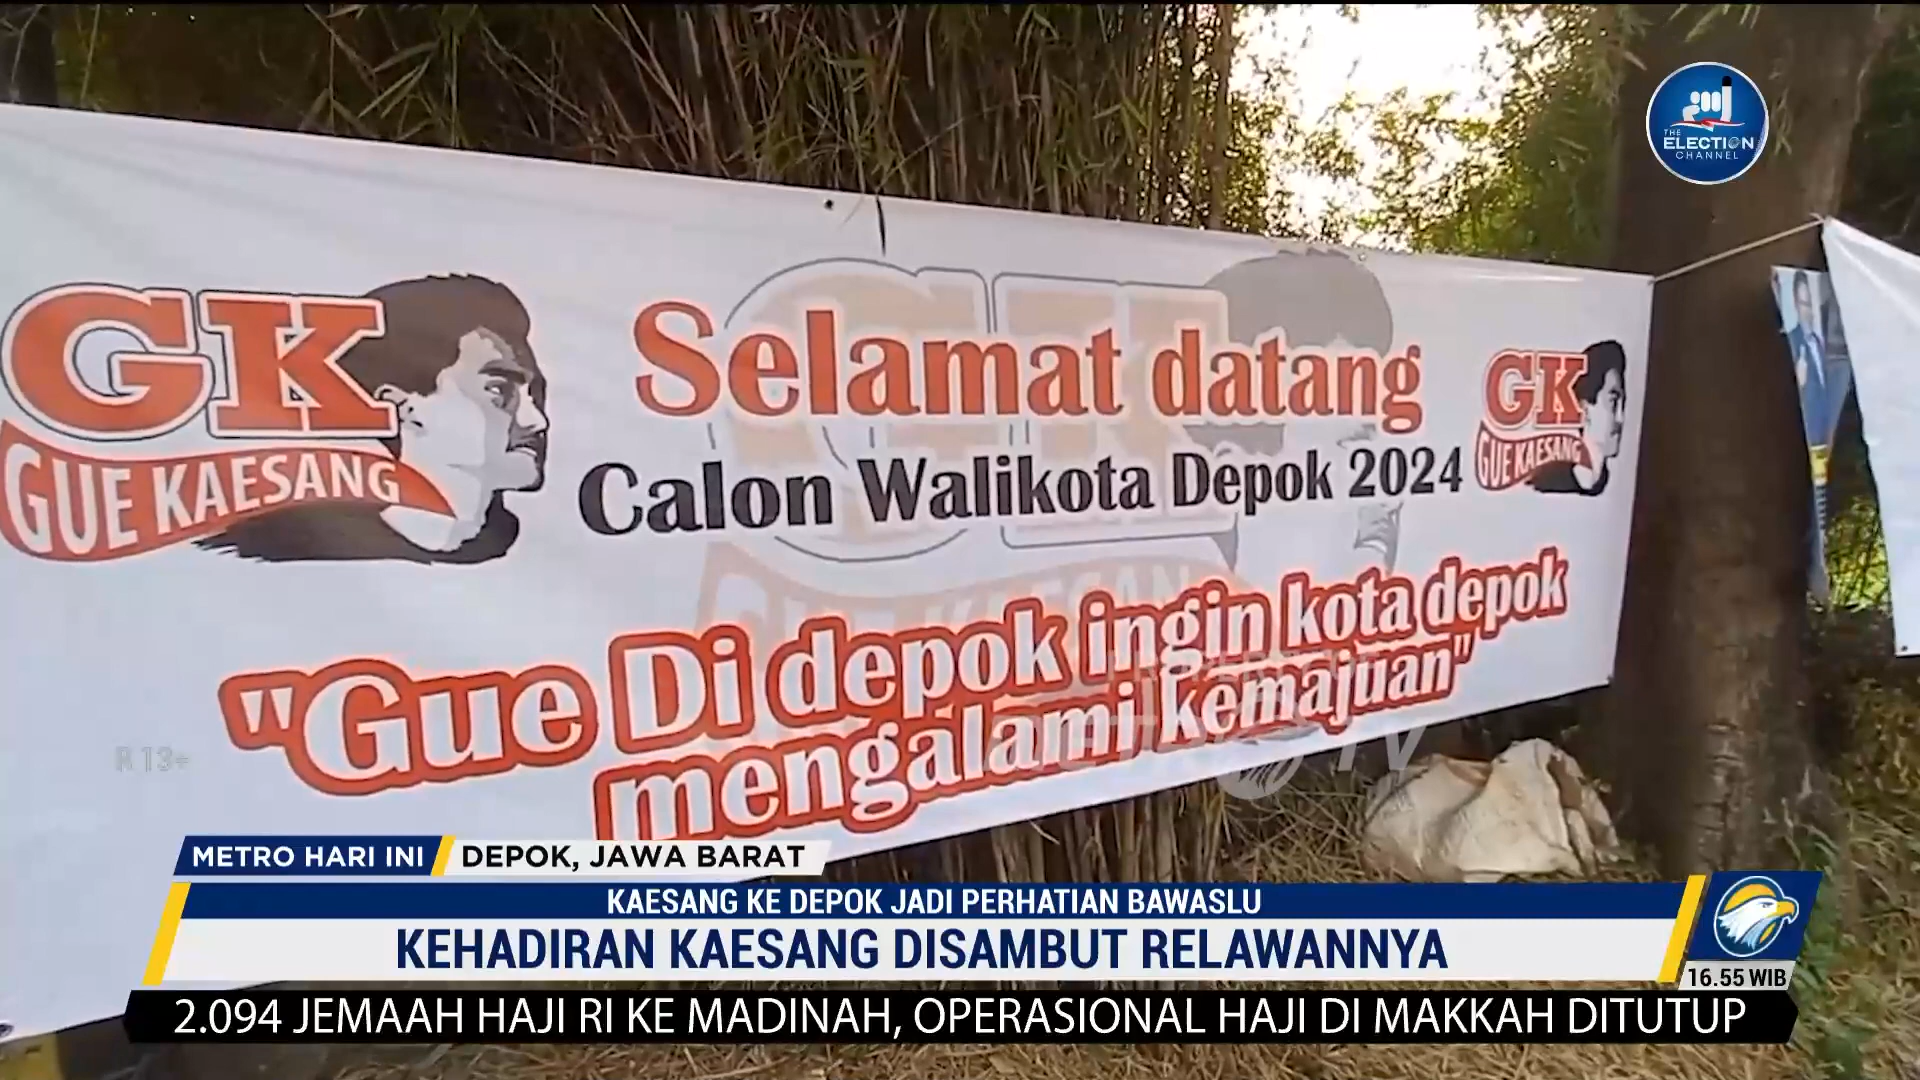 THE
ELECTION
CHANNEL
GK
GUE KAESANG
Selamat datang
Calon Walikota Depok 2024
GK
GUE KAESANG
"Gue Di depok ingin kota depok
mengalami kemajuan"
METRO TV
R 13+
METRO HARI INI
DEPOK, JAWA BARAT
KAESANG KE DEPOK JADI PERHATIAN BAWASLU
KEHADIRAN KAESANG DISAMBUT RELAWANNYA
16.55 WIB
2.094 JEMAAH HAJI RI KE MADINAH, OPERASIONAL HAJI DI MAKKAH DITUTUP